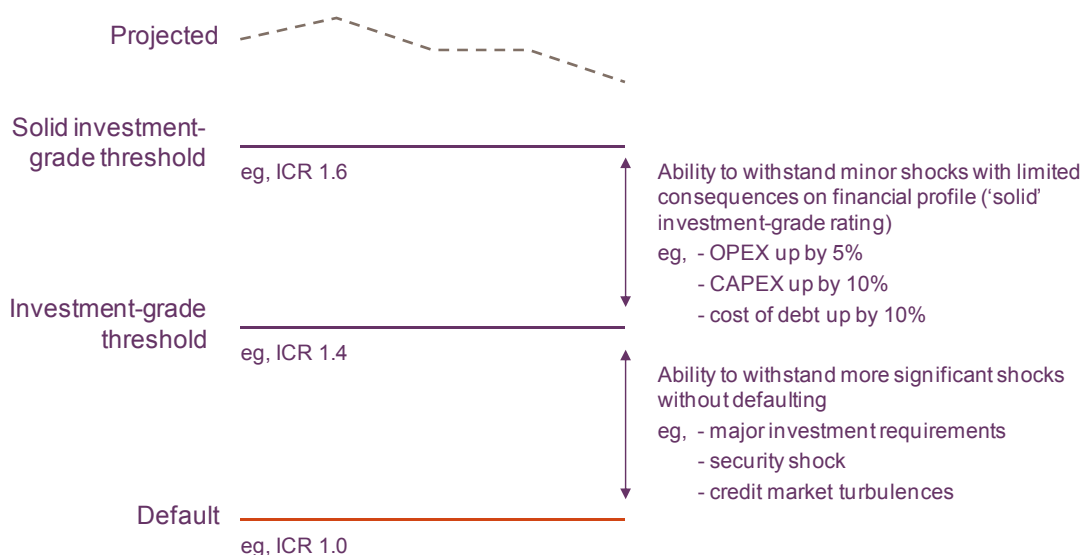 Projected
Solid investment-
grade threshold
eg, ICR 1.6
Ability to withstand minor shocks with limited
consequences on financial profile (‘solid’
investment-grade rating)
eg, - OPEX up by 5%
- CAPEX up by 10%
- cost of debt up by 10%
Investment-grade
threshold
eg, ICR 1.4
Ability to withstand more significant shocks
without defaulting
eg, - major investment requirements
- security shock
- credit market turbulences
Default
eg, ICR 1.0